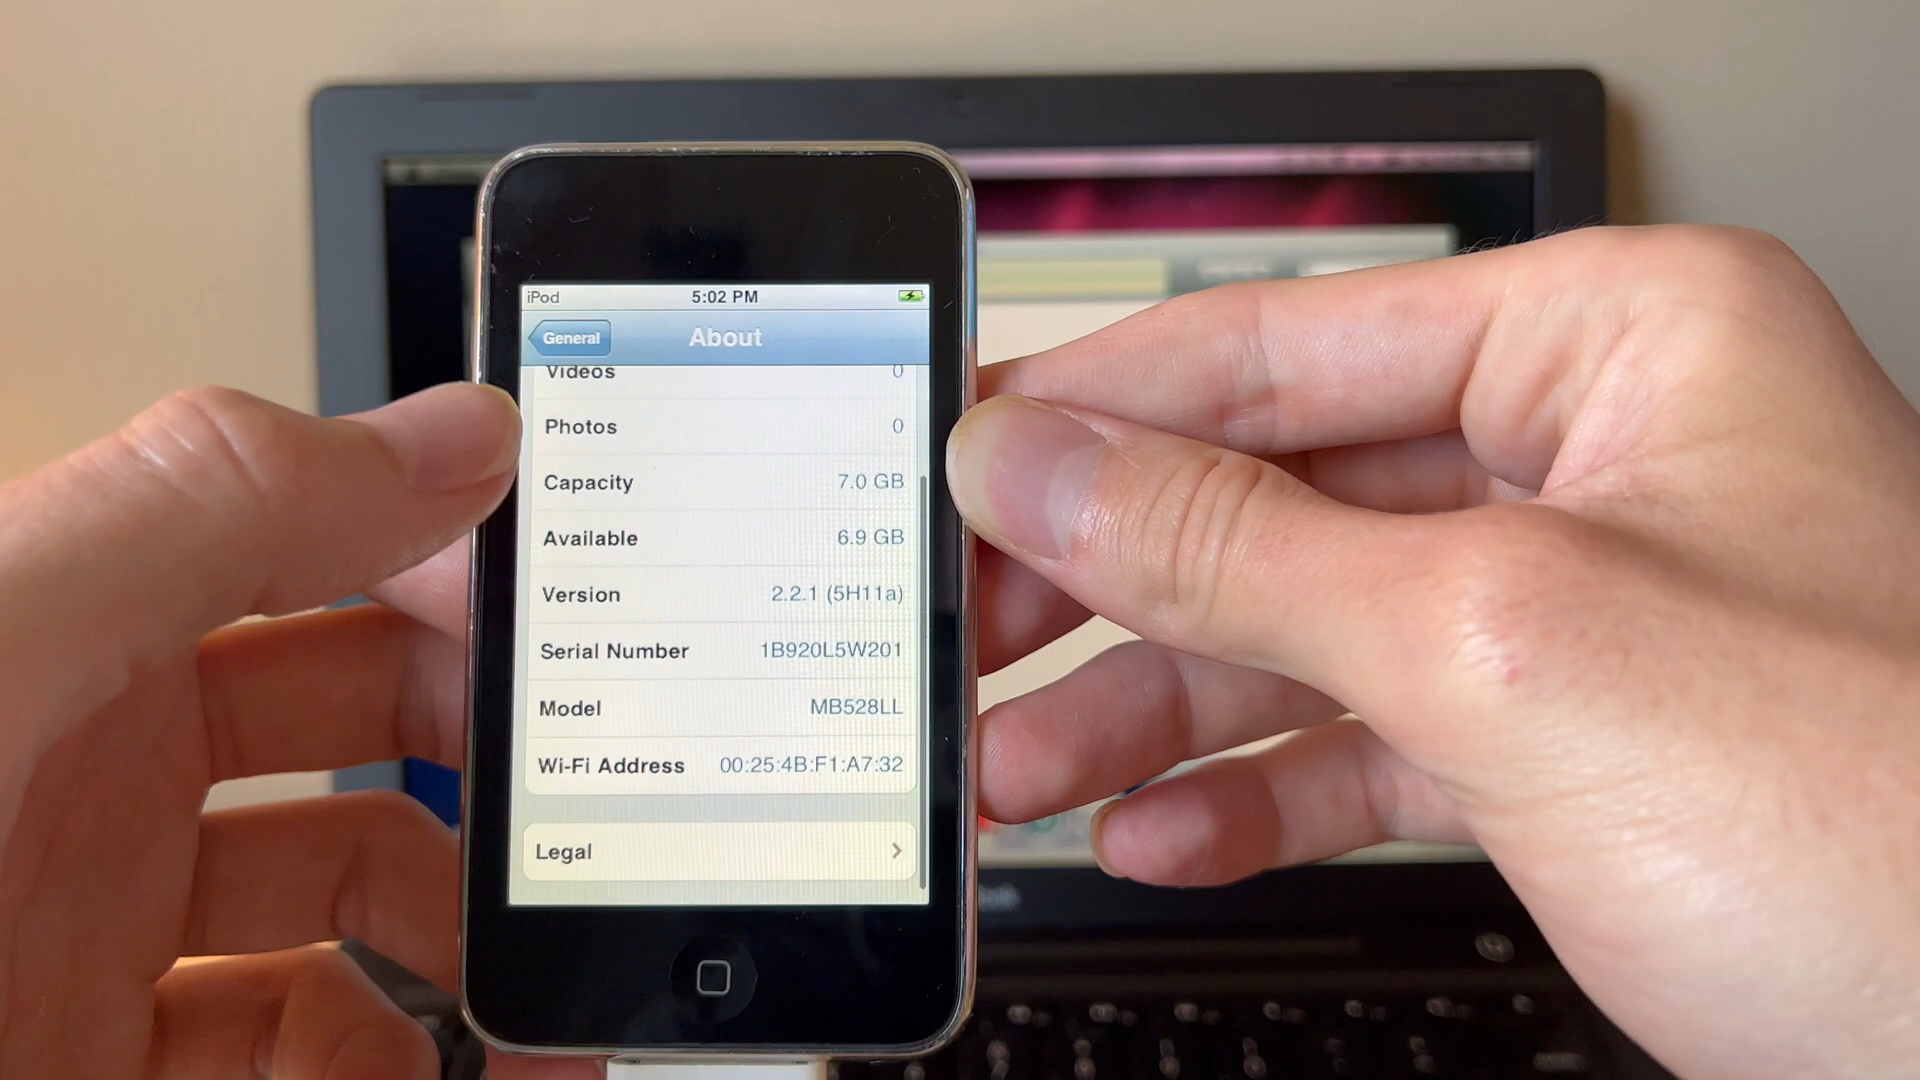 iPod 5:02 PM
General About
Videos 0
Photos 0
Capacity 7.0 GB
Available 6.9 GB
Version 2.2.1 (5H11a)
Serial Number 1B920L5W201
Model MB528LL
Wi-Fi Address 00:25:4B:F1:A7:32
Legal